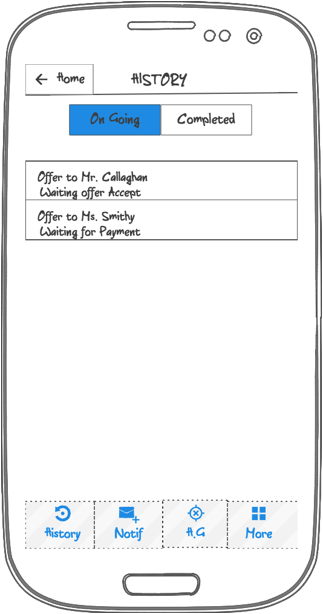 Home
HISTORY
On Going
Completed
Offer to Mr. Callaghan
Waiting offer Accept
Offer to Ms. Smithy
Waiting for Payment
History
Notif
H.G
More